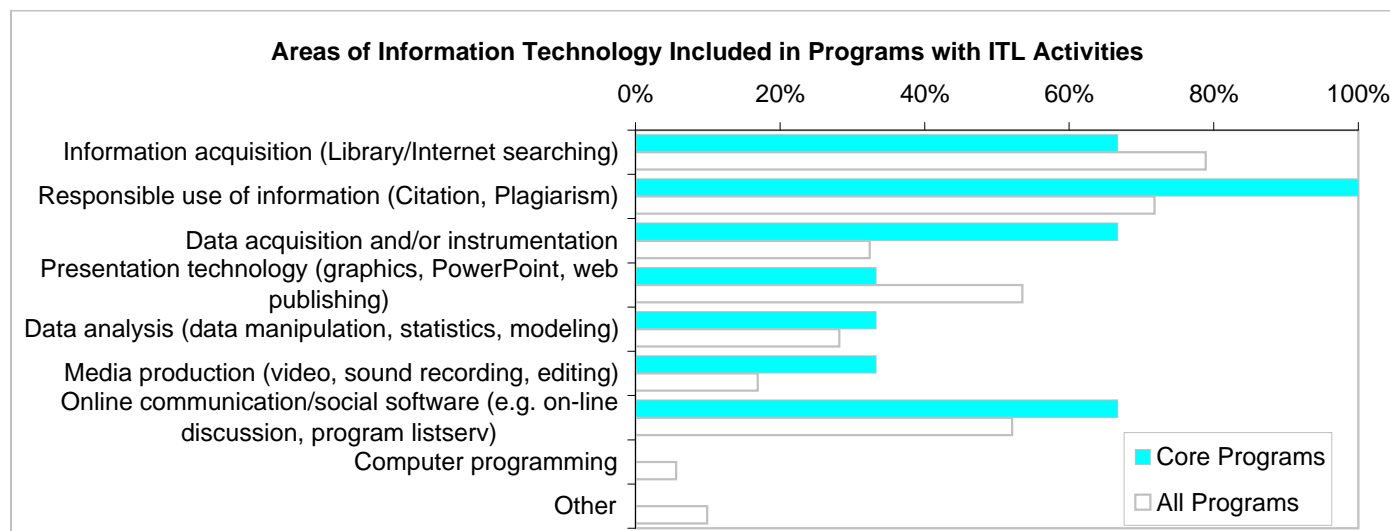 Areas of Information Technology Included in Programs with ITL Activities
0% 20% 40% 60% 80% 100%
Information acquisition (Library/Internet searching)
Responsible use of information (Citation, Plagiarism)
Data acquisition and/or instrumentation
Presentation technology (graphics, PowerPoint, web
publishing)
Data analysis (data manipulation, statistics, modeling)
Media production (video, sound recording, editing)
Online communication/social software (e.g. on-line
discussion, program listserv)
Computer programming
Other
Core Programs
All Programs